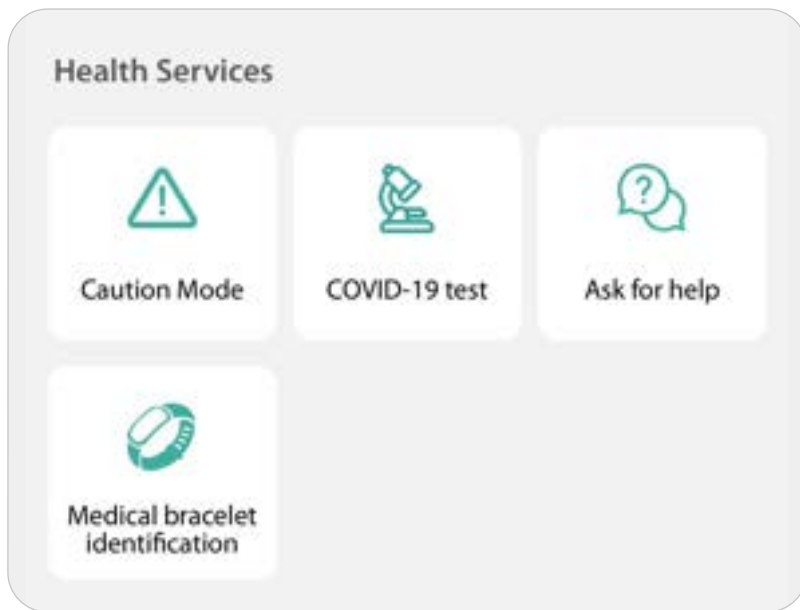 Health Services
Caution Mode
COVID-19 test
Ask for help
Medical bracelet
identification